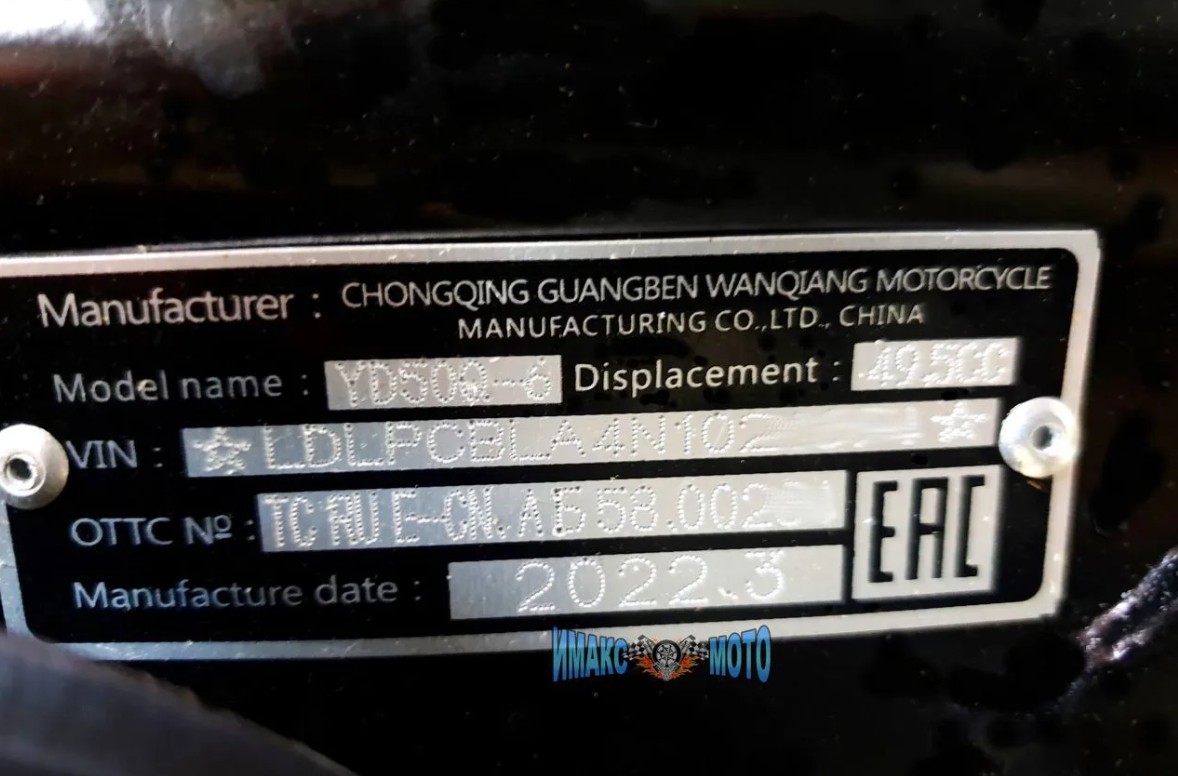 Manufacturer : CHONGQING GUANGBEN WANQIANG MOTORCYCLE
MANUFACTURING CO.,LTD., CHINA
Model name : YD50Q-6 Displacement : 49.5CC
VIN : ☆LDLPCBLA4N102 ☆
OTTC № : TC RU E-CN.АБ58.002
Manufacture date : 2022.3
EAC
ИМАКС МОТО